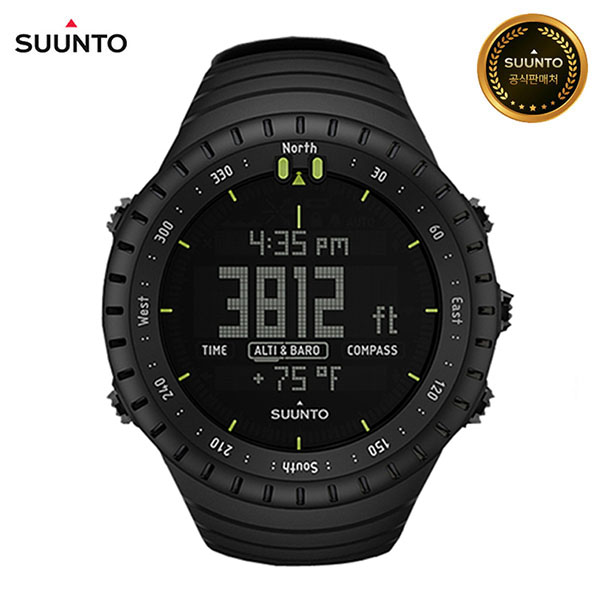 SUUNTO
SUUNTO
공식판매처
North
330
30
300
60
4:35 pm
3812 ft
West
East
TIME
ALTI & BARO
COMPASS
+75°F
240
120
SUUNTO
210
150
South